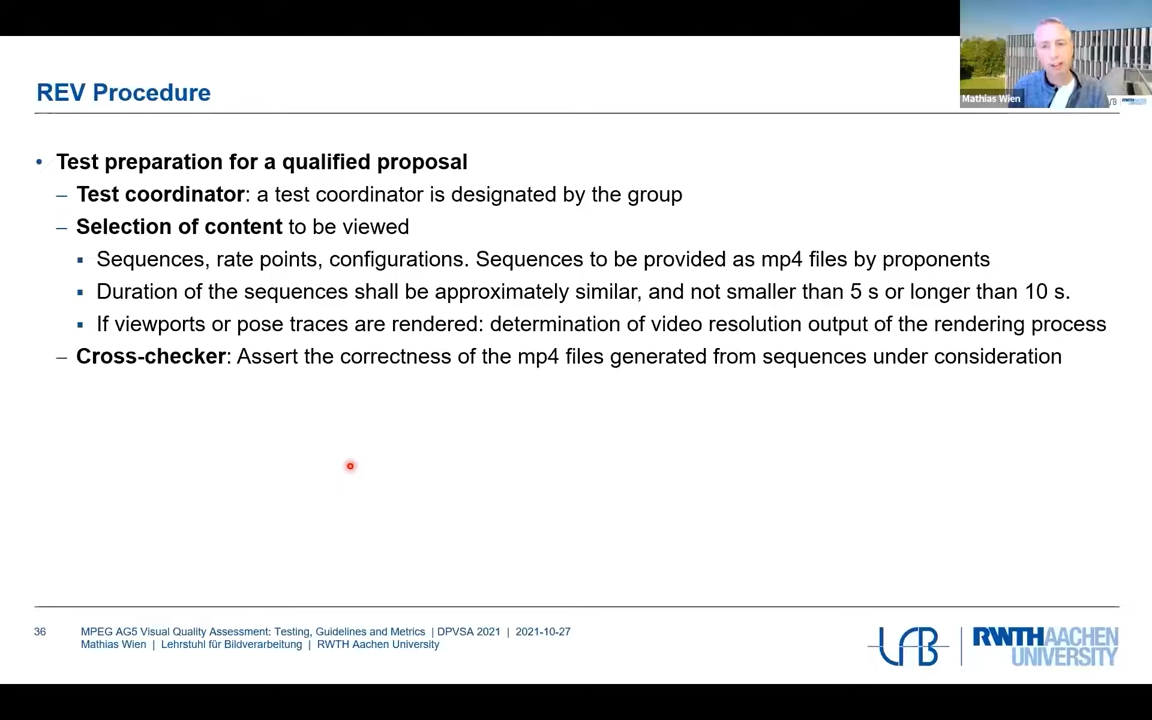 Mathias Wien
REV Procedure
• Test preparation for a qualified proposal
– Test coordinator: a test coordinator is designated by the group
– Selection of content to be viewed
▪ Sequences, rate points, configurations. Sequences to be provided as mp4 files by proponents
▪ Duration of the sequences shall be approximately similar, and not smaller than 5 s or longer than 10 s.
▪ If viewports or pose traces are rendered: determination of video resolution output of the rendering process
– Cross-checker: Assert the correctness of the mp4 files generated from sequences under consideration
36
MPEG AG5 Visual Quality Assessment: Testing, Guidelines and Metrics | DPVSA 2021 | 2021-10-27
Mathias Wien | Lehrstuhl für Bildverarbeitung | RWTH Aachen University
LfB
RWTHAACHEN
UNIVERSITY